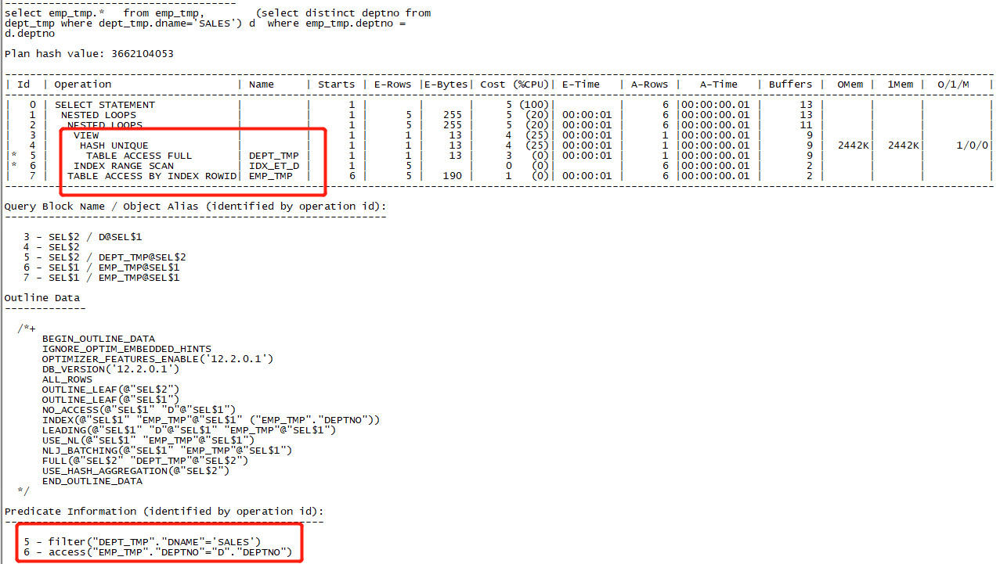 -------------------------------------
select emp_tmp.*   from emp_tmp,        (select distinct deptno from
dept_tmp where dept_tmp.dname='SALES') d  where emp_tmp.deptno =
d.deptno
Plan hash value: 3662104053
| Id  | Operation                    | Name      | Starts | E-Rows |E-Bytes| Cost (%CPU)| E-Time   | A-Rows |   A-Time   | Buffers |  OMem |  1Mem |  O/1/M   |
|   0 | SELECT STATEMENT             |           |      1 |        |       |     5 (100)|          |      6 |00:00:00.01 |      13 |       |       |          |
|   1 |  NESTED LOOPS                |           |      1 |      5 |   255 |     5  (20)| 00:00:01 |      6 |00:00:00.01 |      13 |       |       |          |
|   2 |   NESTED LOOPS               |           |      1 |      5 |   255 |     5  (20)| 00:00:01 |      6 |00:00:00.01 |      11 |       |       |          |
|   3 |    VIEW                      |           |      1 |      1 |    13 |     4  (25)| 00:00:01 |      1 |00:00:00.01 |       9 |       |       |          |
|   4 |     HASH UNIQUE              |           |      1 |      1 |    13 |     4  (25)| 00:00:01 |      1 |00:00:00.01 |       9 |  2442K|  2442K|     1/0/0|
|*  5 |      TABLE ACCESS FULL       | DEPT_TMP  |      1 |      1 |    13 |     3   (0)| 00:00:01 |      1 |00:00:00.01 |       9 |       |       |          |
|*  6 |    INDEX RANGE SCAN          | IDX_ET_D  |      1 |      5 |       |     0   (0)|          |      6 |00:00:00.01 |       2 |       |       |          |
|   7 |   TABLE ACCESS BY INDEX ROWID| EMP_TMP   |      6 |      5 |   190 |     1   (0)| 00:00:01 |      6 |00:00:00.01 |       2 |       |       |          |
Query Block Name / Object Alias (identified by operation id):
-------------------------------------------------------------
   3 - SEL$2 / D@SEL$1
   4 - SEL$2
   5 - SEL$2 / DEPT_TMP@SEL$2
   6 - SEL$1 / EMP_TMP@SEL$1
   7 - SEL$1 / EMP_TMP@SEL$1
Outline Data
-------------
  /*+
      BEGIN_OUTLINE_DATA
      IGNORE_OPTIM_EMBEDDED_HINTS
      OPTIMIZER_FEATURES_ENABLE('12.2.0.1')
      DB_VERSION('12.2.0.1')
      ALL_ROWS
      OUTLINE_LEAF(@"SEL$2")
      OUTLINE_LEAF(@"SEL$1")
      NO_ACCESS(@"SEL$1" "D"@"SEL$1")
      INDEX(@"SEL$1" "EMP_TMP"@"SEL$1" ("EMP_TMP"."DEPTNO"))
      LEADING(@"SEL$1" "D"@"SEL$1" "EMP_TMP"@"SEL$1")
      USE_NL(@"SEL$1" "EMP_TMP"@"SEL$1")
      NLJ_BATCHING(@"SEL$1" "EMP_TMP"@"SEL$1")
      FULL(@"SEL$2" "DEPT_TMP"@"SEL$2")
      USE_HASH_AGGREGATION(@"SEL$2")
      END_OUTLINE_DATA
  */
Predicate Information (identified by operation id):
---------------------------------------------------
   5 - filter("DEPT_TMP"."DNAME"='SALES')
   6 - access("EMP_TMP"."DEPTNO"="D"."DEPTNO")